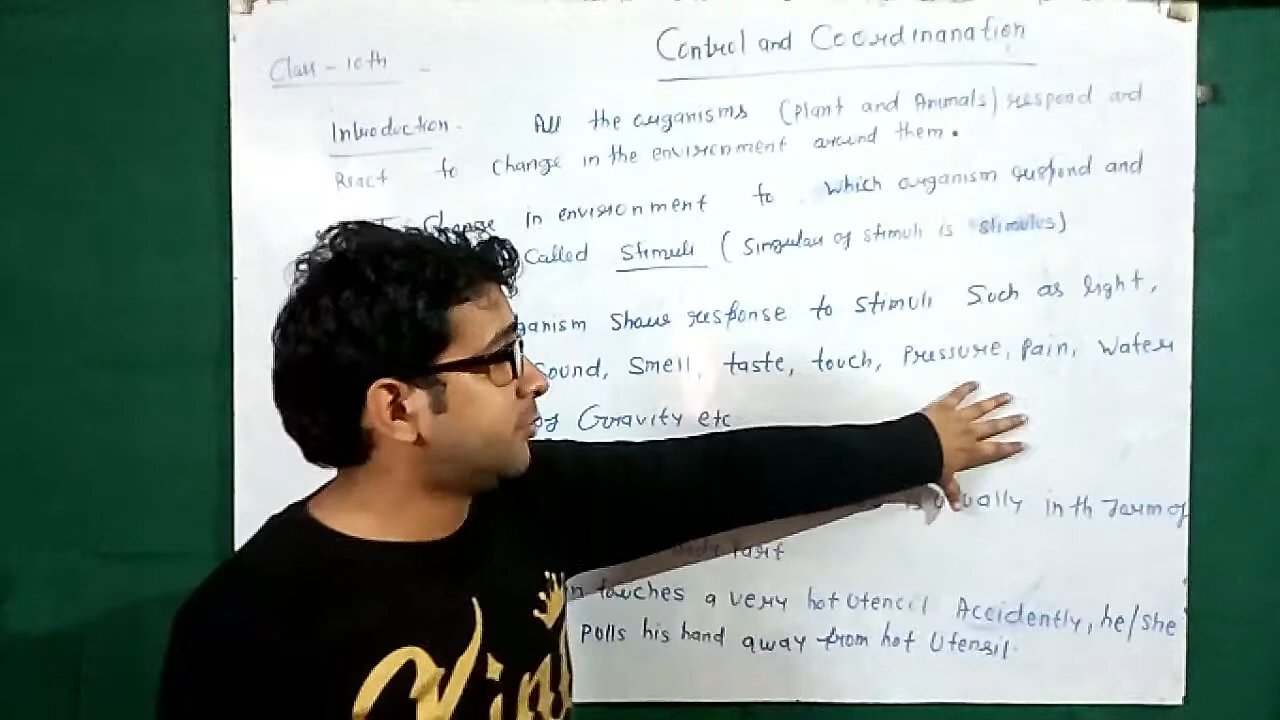 Control and Coordinanation
Class - 10th -
Introduction. All the organisms (Plant and Animals) respond and
React to change in the environment around them.
Change in environment to which organism respond and
Called Stimuli (Singular of stimuli is stimulus)
ganism shows response to stimuli Such as light,
Sound, Smell, taste, touch, Pressure, Pain, Water
of Gravity etc
is usually in th Form of
Part
touches a very hot Utencil Accidently, he/she
Polls his hand away from hot Utensil.